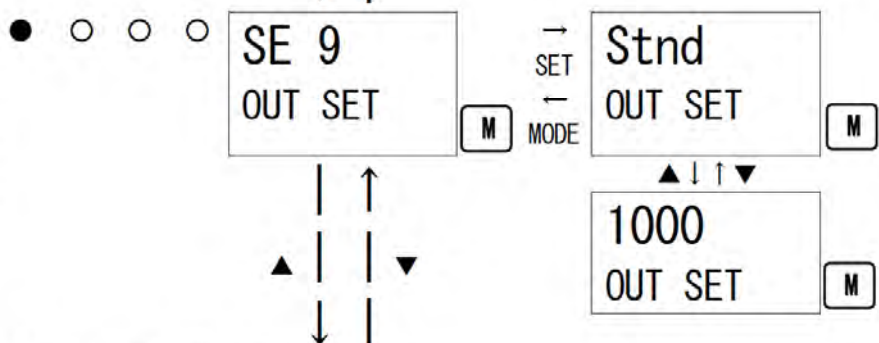 SE 9
OUT SET
M
→
SET
←
MODE
Stnd
OUT SET
M
▲↓↑▼
1000
OUT SET
M
▲ ▼